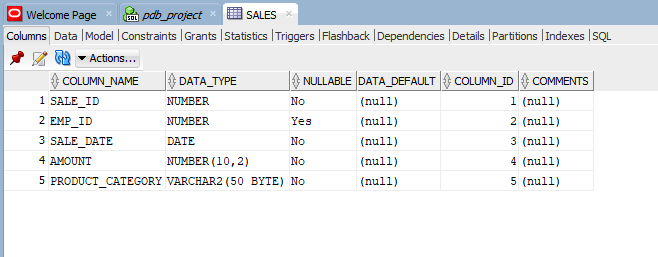 Welcome Page pdb_project SALES
Columns Data Model Constraints Grants Statistics Triggers Flashback Dependencies Details Partitions Indexes SQL
Actions...
COLUMN_NAME DATA_TYPE NULLABLE DATA_DEFAULT COLUMN_ID COMMENTS
1 SALE_ID NUMBER No (null) 1 (null)
2 EMP_ID NUMBER Yes (null) 2 (null)
3 SALE_DATE DATE No (null) 3 (null)
4 AMOUNT NUMBER(10,2) No (null) 4 (null)
5 PRODUCT_CATEGORY VARCHAR2(50 BYTE) No (null) 5 (null)